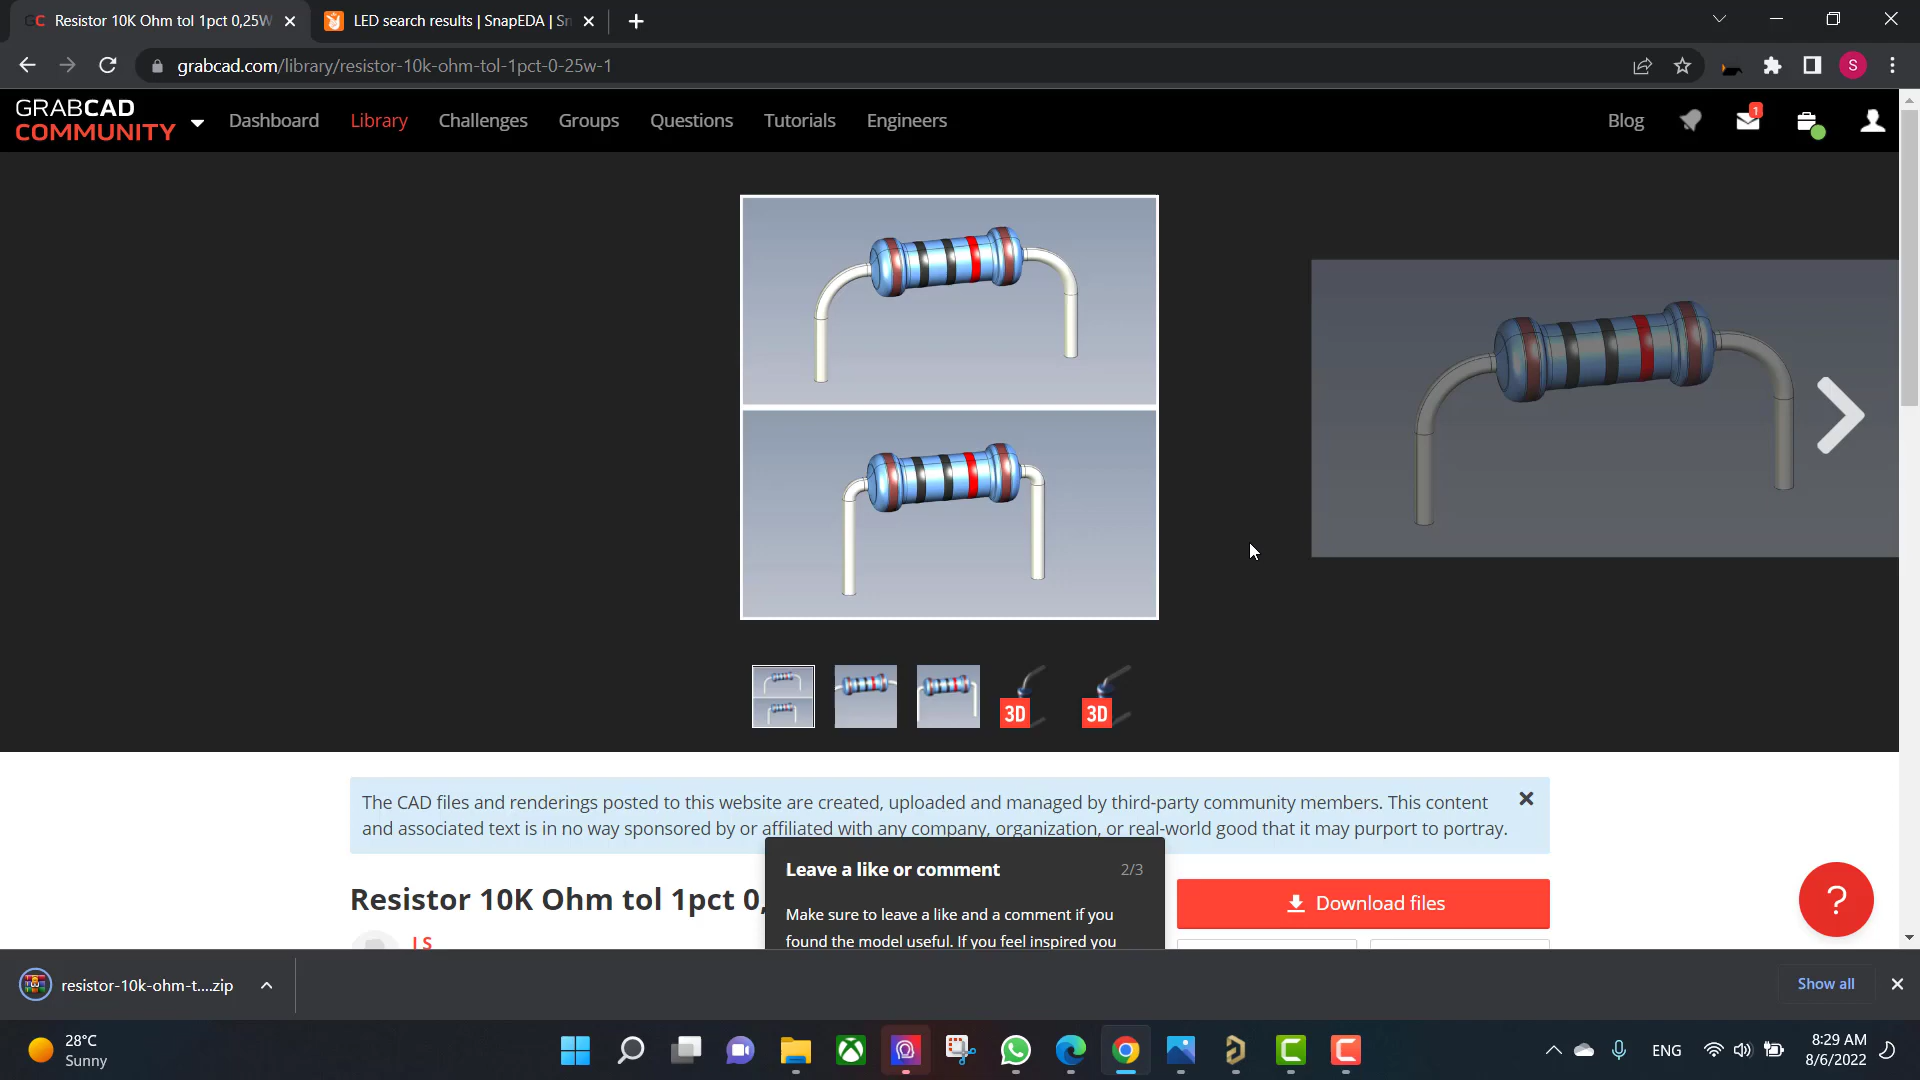 Resistor 10K Ohm tol 1pct 0,25W
LED search results | SnapEDA | Sn
grabcad.com/library/resistor-10k-ohm-tol-1pct-0-25w-1
S
GRABCAD
COMMUNITY
Dashboard
Library
Challenges
Groups
Questions
Tutorials
Engineers
Blog
1
3D
3D
The CAD files and renderings posted to this website are created, uploaded and managed by third-party community members. This content
and associated text is in no way sponsored by or affiliated with any company, organization, or real-world good that it may purport to portray.
Leave a like or comment
2/3
Make sure to leave a like and a comment if you
found the model useful. If you feel inspired you
Resistor 10K Ohm tol 1pct 0,
Download files
?
resistor-10k-ohm-t....zip
Show all
28°C
Sunny
ENG
8:29 AM
8/6/2022